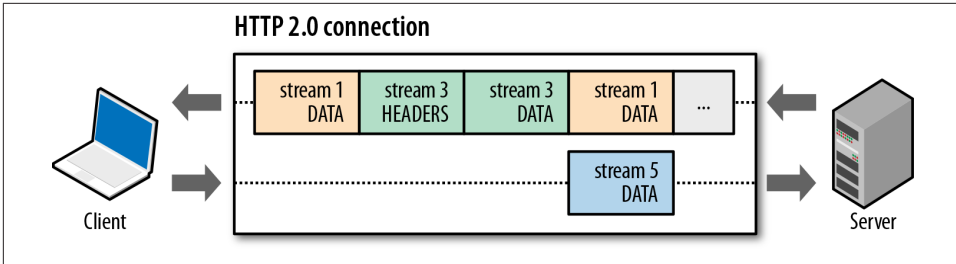 HTTP 2.0 connection
stream 1
DATA
stream 3
HEADERS
stream 3
DATA
stream 1
DATA
...
stream 5
DATA
Client
Server